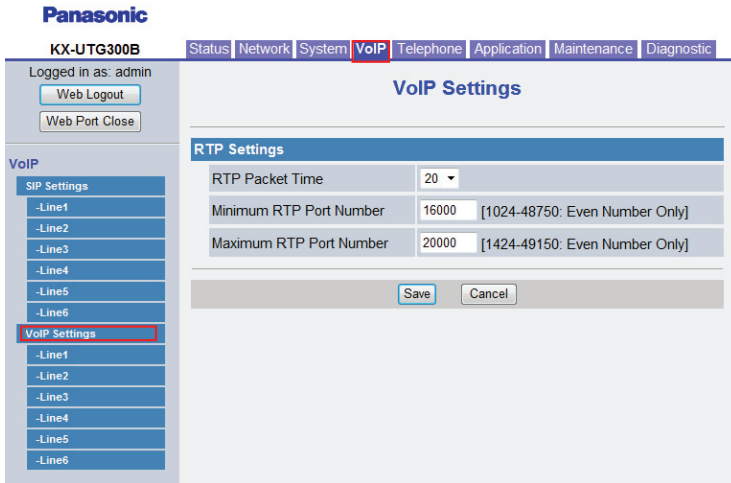 Panasonic
KX-UTG300B
Status Network System VoIP Telephone Application Maintenance Diagnostic
Logged in as: admin
Web Logout
Web Port Close
VoIP
SIP Settings
-Line1
-Line2
-Line3
-Line4
-Line5
-Line6
VoIP Settings
-Line1
-Line2
-Line3
-Line4
-Line5
-Line6
VoIP Settings
RTP Settings
RTP Packet Time 20
Minimum RTP Port Number 16000 [1024-48750: Even Number Only]
Maximum RTP Port Number 20000 [1424-49150: Even Number Only]
Save Cancel